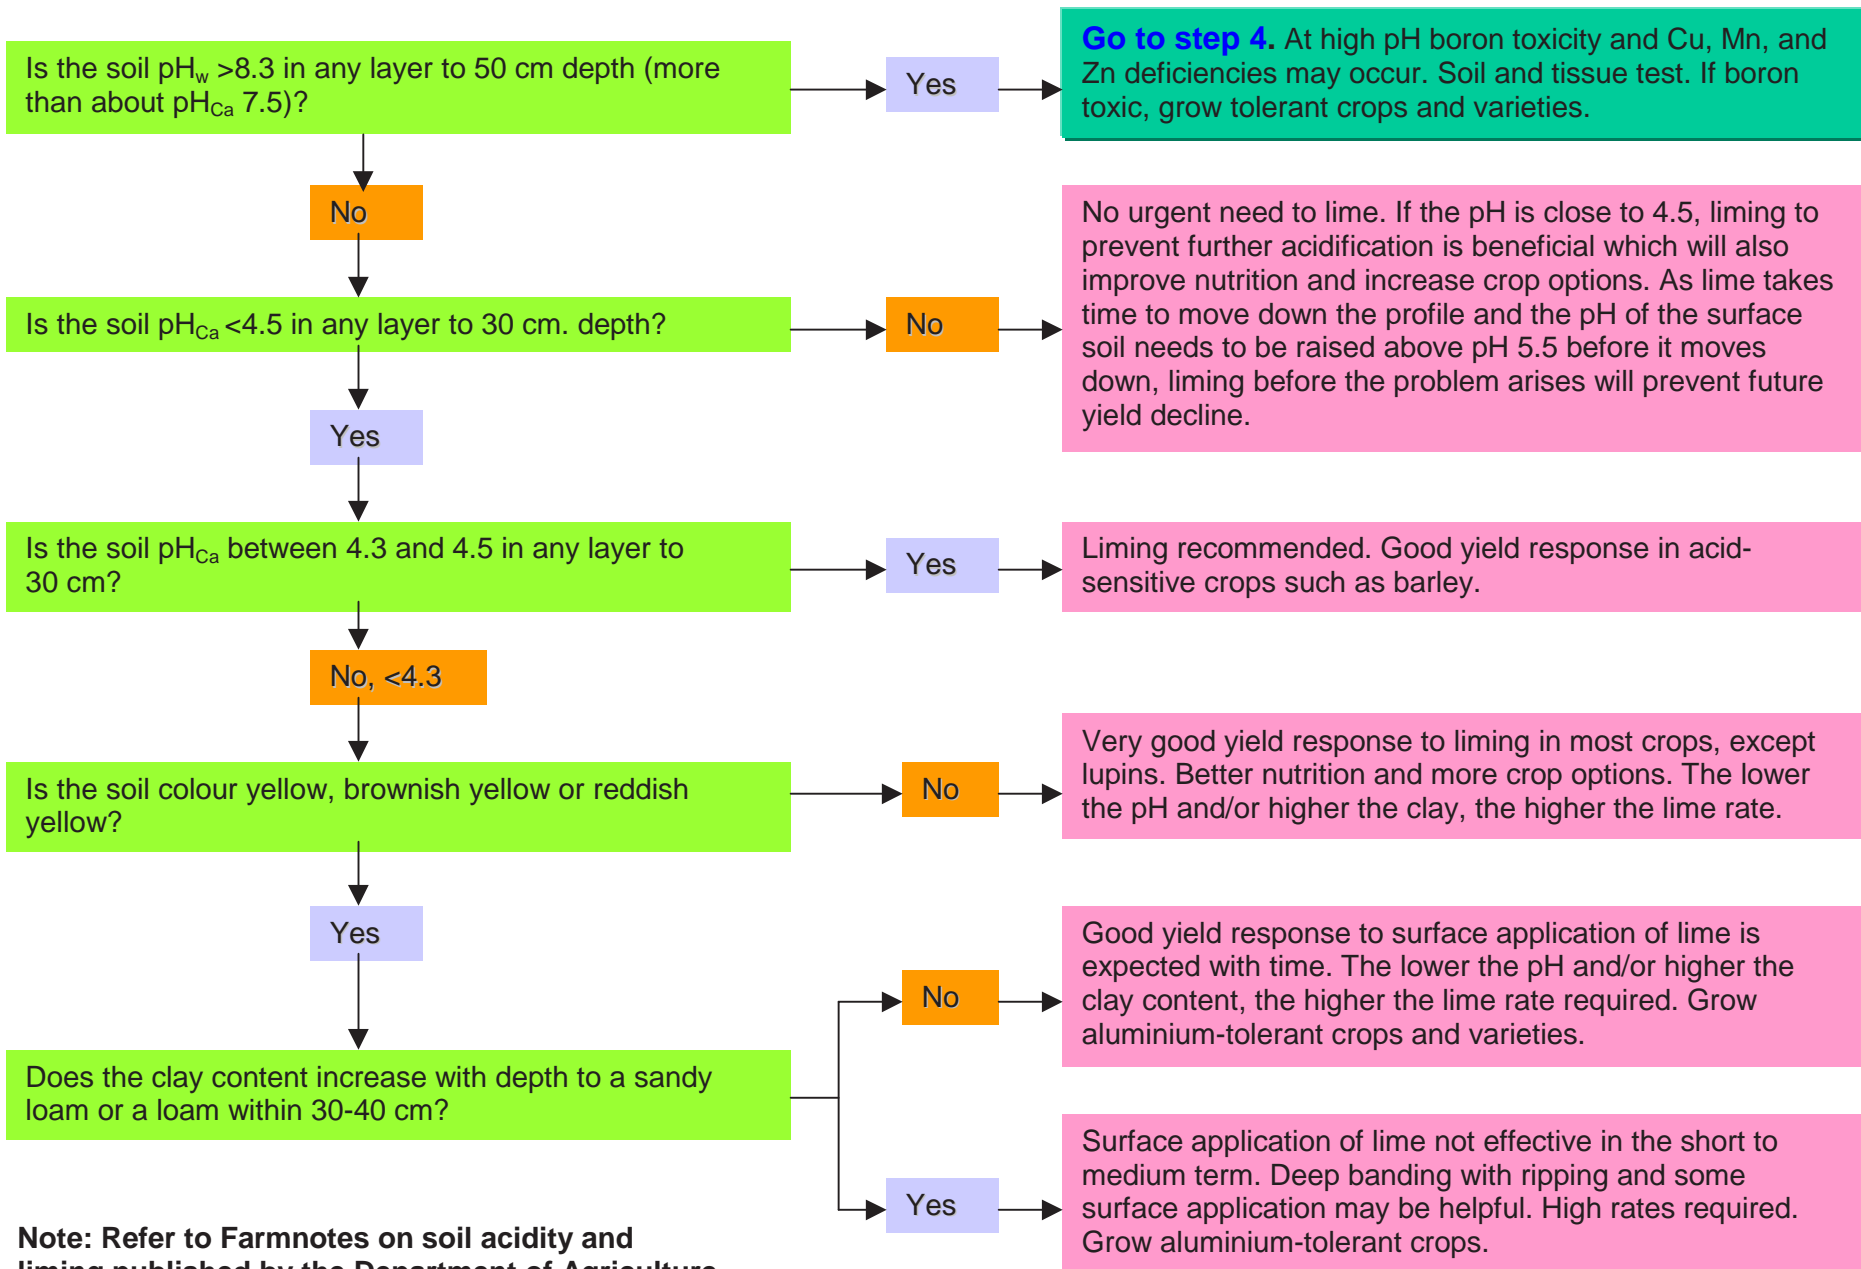 Is the soil pHw >8.3 in any layer to 50 cm depth (more
than about pHCa 7.5)?
Yes
Go to step 4. At high pH boron toxicity and Cu, Mn, and
Zn deficiencies may occur. Soil and tissue test. If boron
toxic, grow tolerant crops and varieties.
No
Is the soil pHCa <4.5 in any layer to 30 cm. depth?
No
No urgent need to lime. If the pH is close to 4.5, liming to
prevent further acidification is beneficial which will also
improve nutrition and increase crop options. As lime takes
time to move down the profile and the pH of the surface
soil needs to be raised above pH 5.5 before it moves
down, liming before the problem arises will prevent future
yield decline.
Yes
Is the soil pHCa between 4.3 and 4.5 in any layer to
30 cm?
Yes
Liming recommended. Good yield response in acid-
sensitive crops such as barley.
No, <4.3
Is the soil colour yellow, brownish yellow or reddish
yellow?
No
Very good yield response to liming in most crops, except
lupins. Better nutrition and more crop options. The lower
the pH and/or higher the clay, the higher the lime rate.
Yes
Does the clay content increase with depth to a sandy
loam or a loam within 30-40 cm?
No
Good yield response to surface application of lime is
expected with time. The lower the pH and/or higher the
clay content, the higher the lime rate required. Grow
aluminium-tolerant crops and varieties.
Yes
Surface application of lime not effective in the short to
medium term. Deep banding with ripping and some
surface application may be helpful. High rates required.
Grow aluminium-tolerant crops.
Note: Refer to Farmnotes on soil acidity and
liming published by the Department of Agriculture